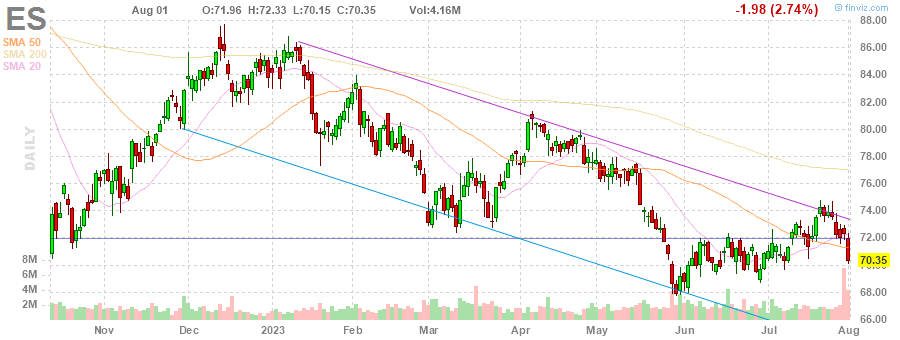 ES Aug 01 O:71.96 H:72.33 L:70.15 C:70.35 Vol:4.16M -1.98 (2.74%) © finviz.com
SMA 50
SMA 200
SMA 20
DAILY
88.00
86.00
84.00
82.00
80.00
78.00
76.00
74.00
72.00
70.35
68.00
66.00
8M
6M
4M
2M
Nov Dec 2023 Feb Mar Apr May Jun Jul Aug